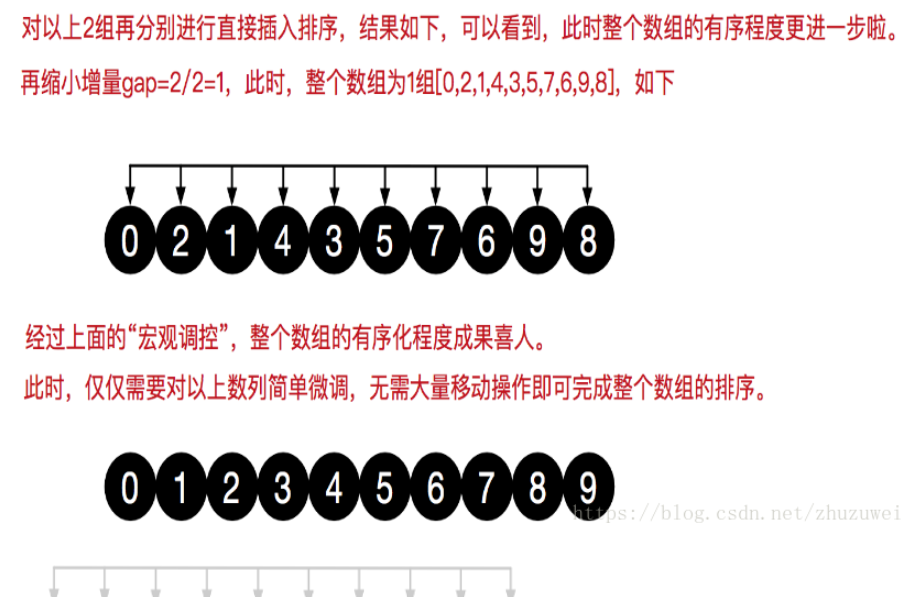 对以上2组再分别进行直接插入排序，结果如下，可以看到，此时整个数组的有序程度更进一步啦。
再缩小增量gap=2/2=1，此时，整个数组为1组[0,2,1,4,3,5,7,6,9,8]，如下
0 2 1 4 3 5 7 6 9 8
经过上面的“宏观调控”，整个数组的有序化程度成果喜人。
此时，仅仅需要对以上数列简单微调，无需大量移动操作即可完成整个数组的排序。
0 1 2 3 4 5 6 7 8 9
https://blog.csdn.net/zhuzuwei